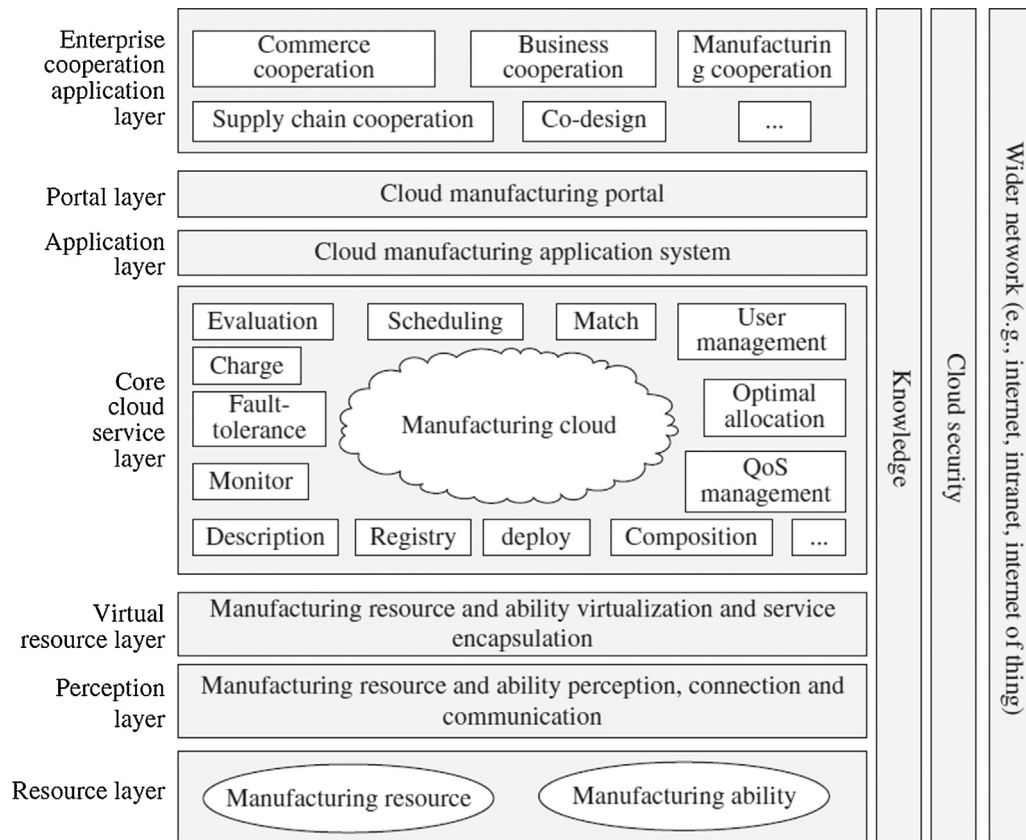 Enterprise
cooperation
application
layer
Commerce
cooperation
Business
cooperation
Manufacturin
g cooperation
Supply chain cooperation
Co-design
...
Portal layer
Cloud manufacturing portal
Application
layer
Cloud manufacturing application system
Core
cloud
service
layer
Evaluation
Scheduling
Match
User
management
Charge
Fault-
tolerance
Manufacturing cloud
Optimal
allocation
Monitor
QoS
management
Description
Registry
deploy
Composition
...
Virtual
resource layer
Manufacturing resource and ability virtualization and service
encapsulation
Perception
layer
Manufacturing resource and ability perception, connection and
communication
Resource layer
Manufacturing resource
Manufacturing ability
Knowledge
Cloud security
Wider network (e.g., internet, intranet, internet of thing)